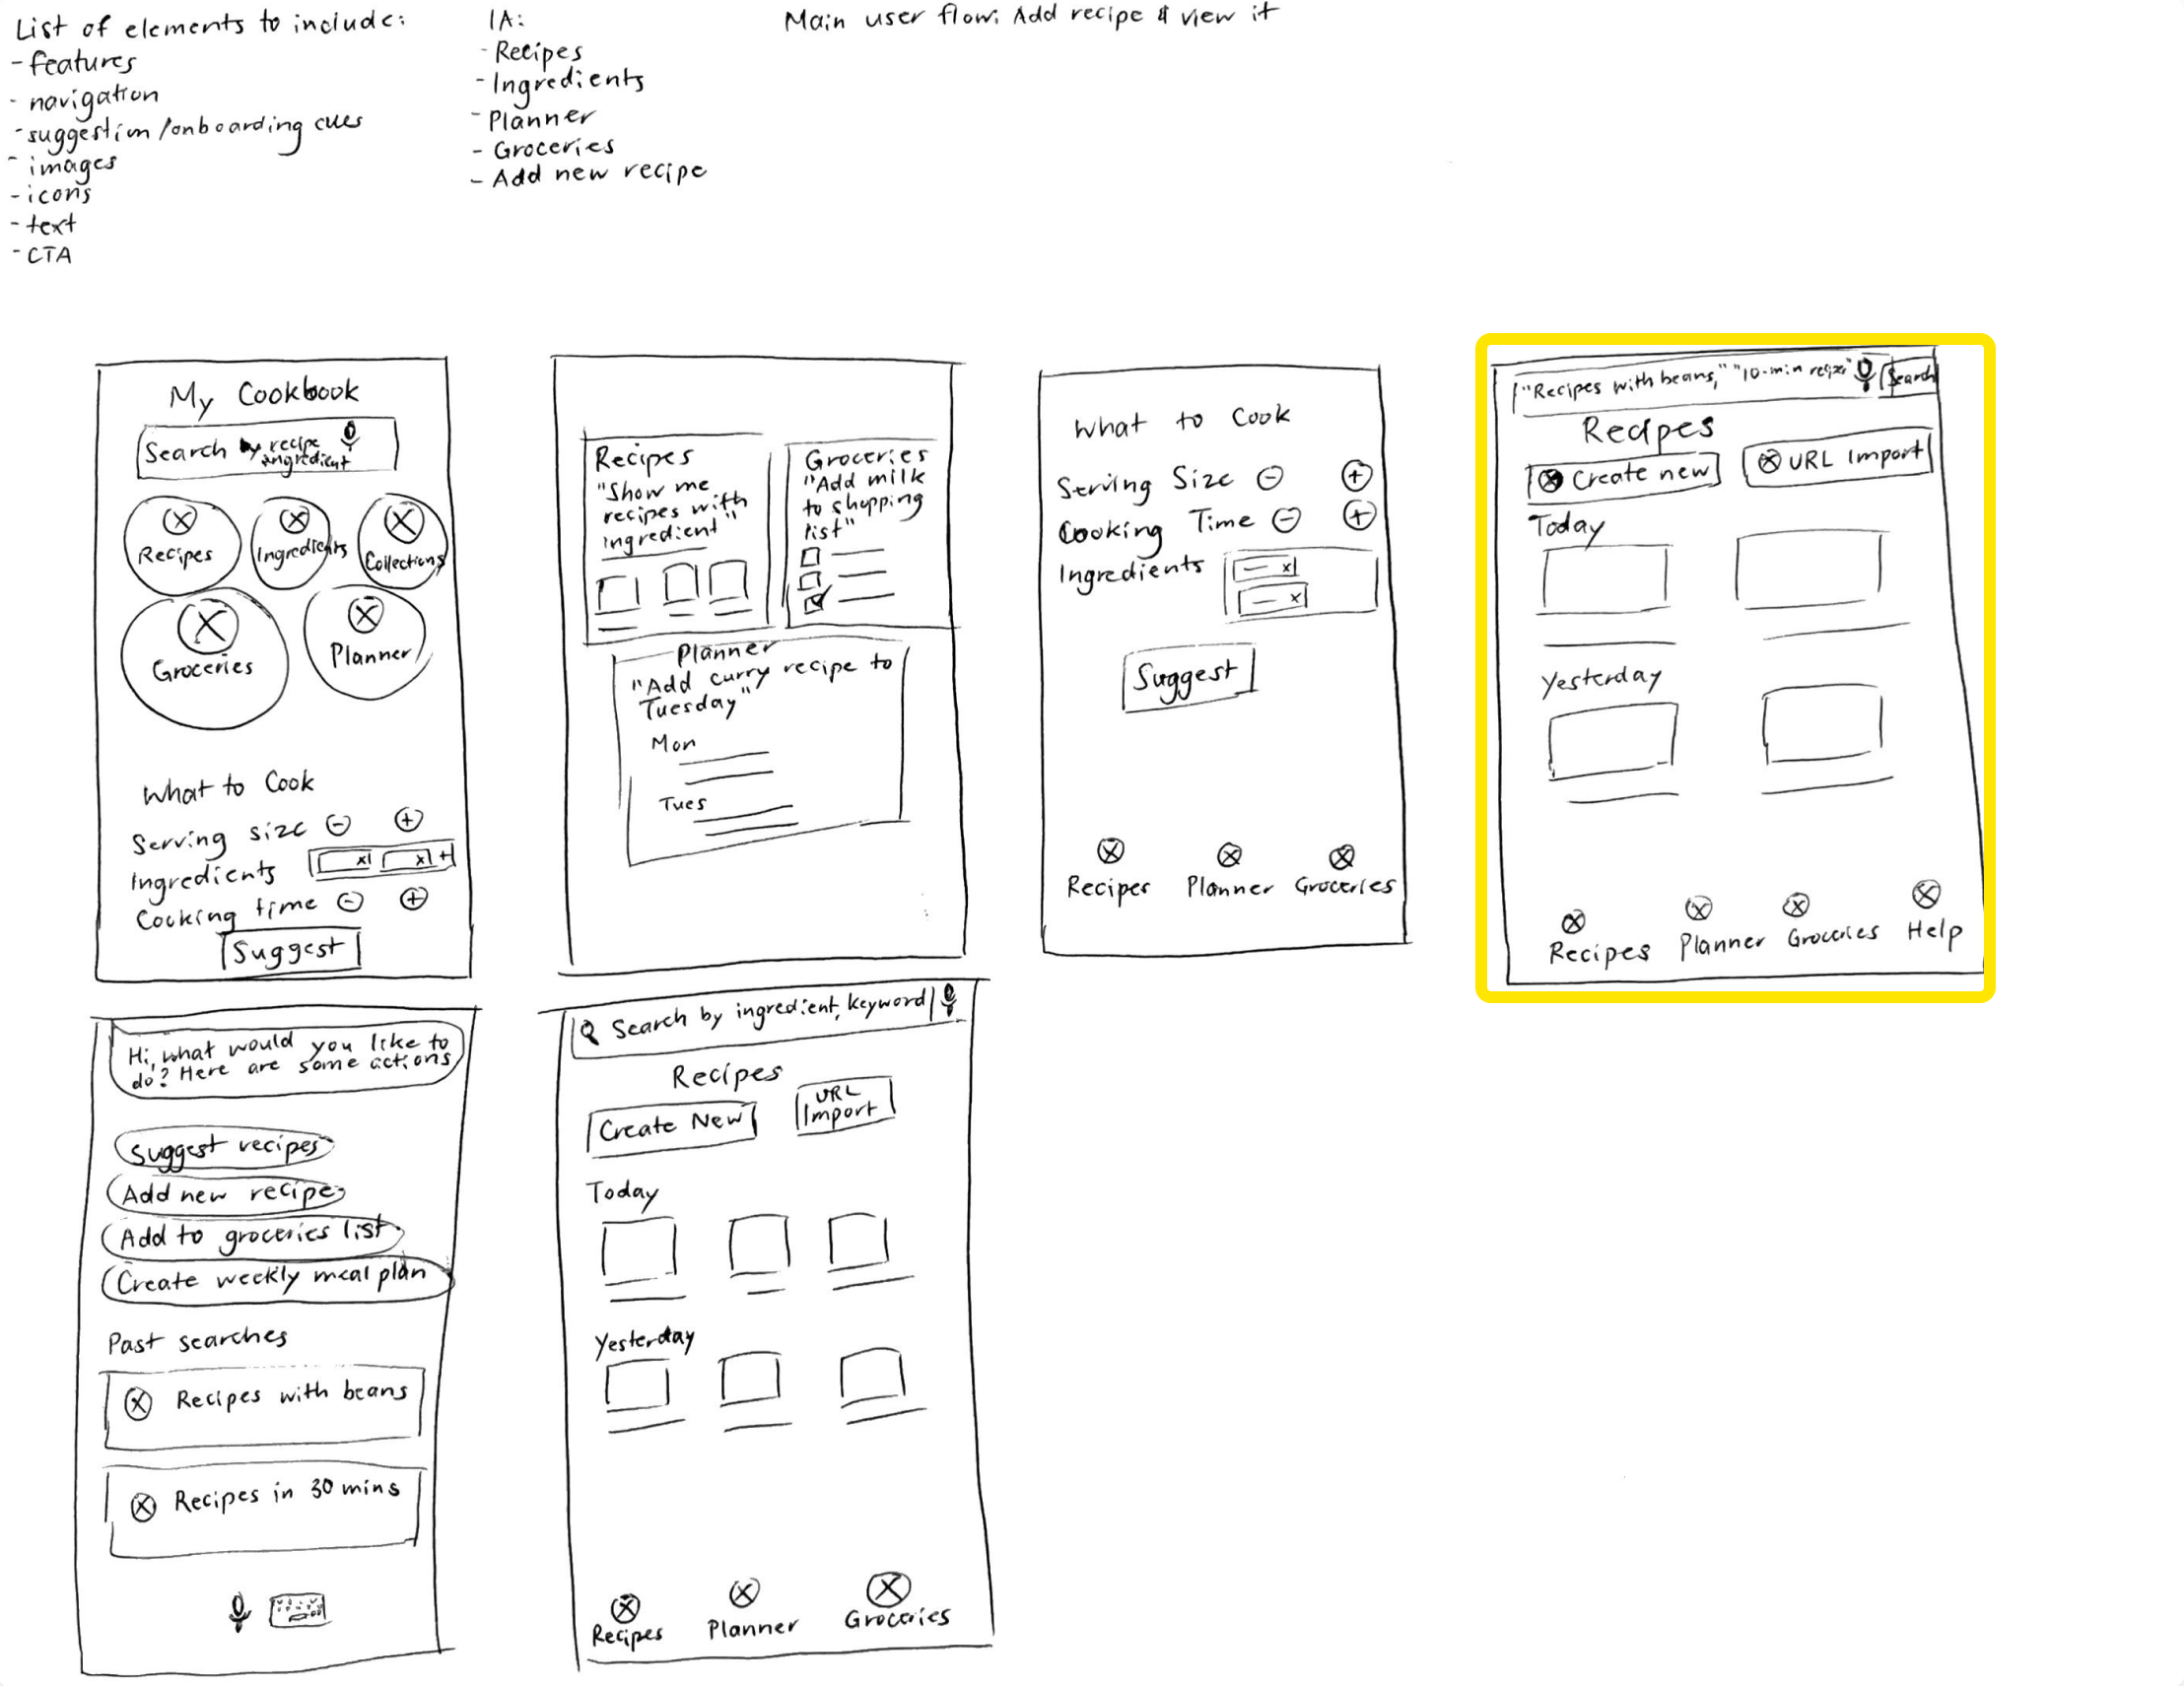 List of elements to include:
- features
- navigation
- suggestion/onboarding cues
- images
- icons
- text
- CTA
IA:
- Recipes
- Ingredients
- Planner
- Groceries
- Add new recipe
Main user flow: Add recipe & view it
My Cookbook
Search by recipe
ingredient
Recipes
Ingredients
Collections
Groceries
Planner
What to Cook
Serving size - +
Ingredients x x +
Cooking time - +
Suggest
Recipes
"Show me
recipes with
ingredient"
Groceries
"Add milk
to shopping
list"
Planner
"Add curry recipe to
Tuesday"
Mon
Tues
What to Cook
Serving Size - +
Cooking Time - +
Ingredients x
x
Suggest
Recipes Planner Groceries
"Recipes with beans," "10-min recipe" Search
Recipes
Create new URL Import
Today
Yesterday
Recipes Planner Groceries Help
Hi, what would you like to
do? Here are some actions
Suggest recipes
Add new recipe
Add to groceries list
Create weekly meal plan
Past searches
Recipes with beans
Recipes in 30 mins
Search by ingredient, keyword
Recipes
Create New
URL
Import
Today
Yesterday
Recipes Planner Groceries